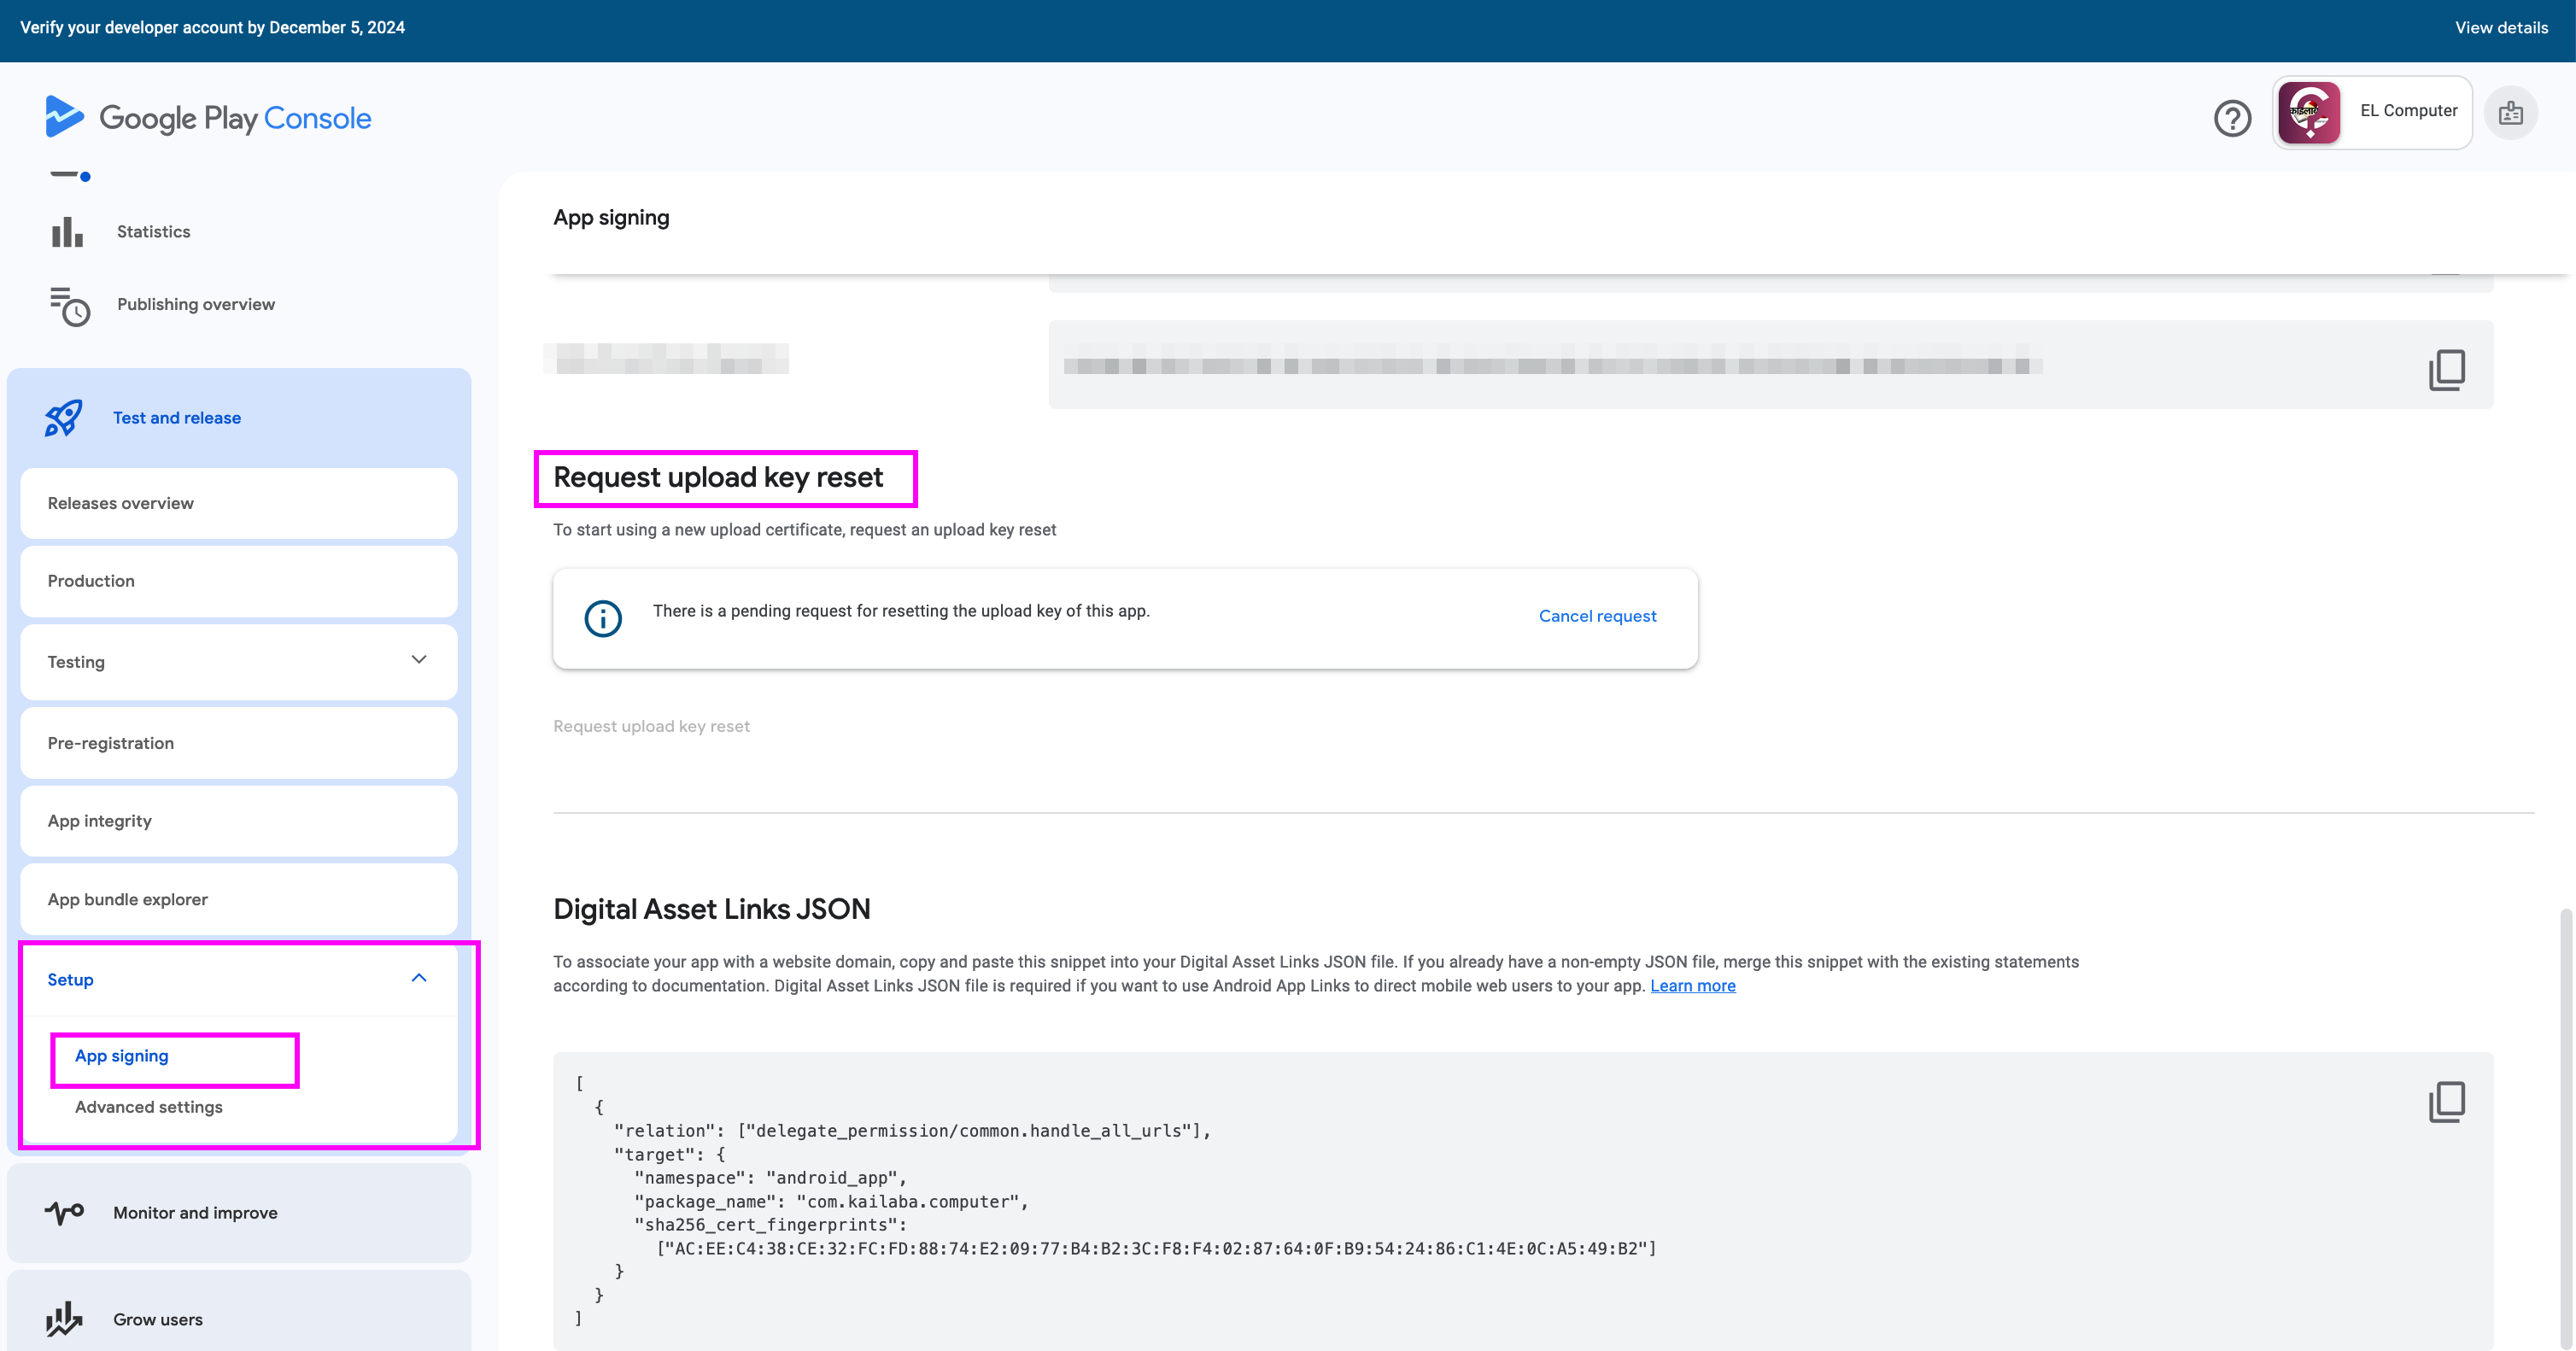 Verify your developer account by December 5, 2024
View details
Google Play Console
EL Computer
Statistics
Publishing overview
Test and release
Releases overview
Production
Testing
Pre-registration
App integrity
App bundle explorer
Setup
App signing
Advanced settings
Monitor and improve
Grow users
App signing
Request upload key reset
To start using a new upload certificate, request an upload key reset
There is a pending request for resetting the upload key of this app.
Cancel request
Request upload key reset
Digital Asset Links JSON
To associate your app with a website domain, copy and paste this snippet into your Digital Asset Links JSON file. If you already have a non-empty JSON file, merge this snippet with the existing statements
according to documentation. Digital Asset Links JSON file is required if you want to use Android App Links to direct mobile web users to your app. Learn more
[
{
"relation": ["delegate_permission/common.handle_all_urls"],
"target": {
"namespace": "android_app",
"package_name": "com.kailaba.computer",
"sha256_cert_fingerprints":
["AC:EE:C4:38:CE:32:FC:FD:88:74:E2:09:77:B4:B2:3C:F8:F4:02:87:64:0F:B9:54:24:86:C1:4E:0C:A5:49:B2"]
}
}
]